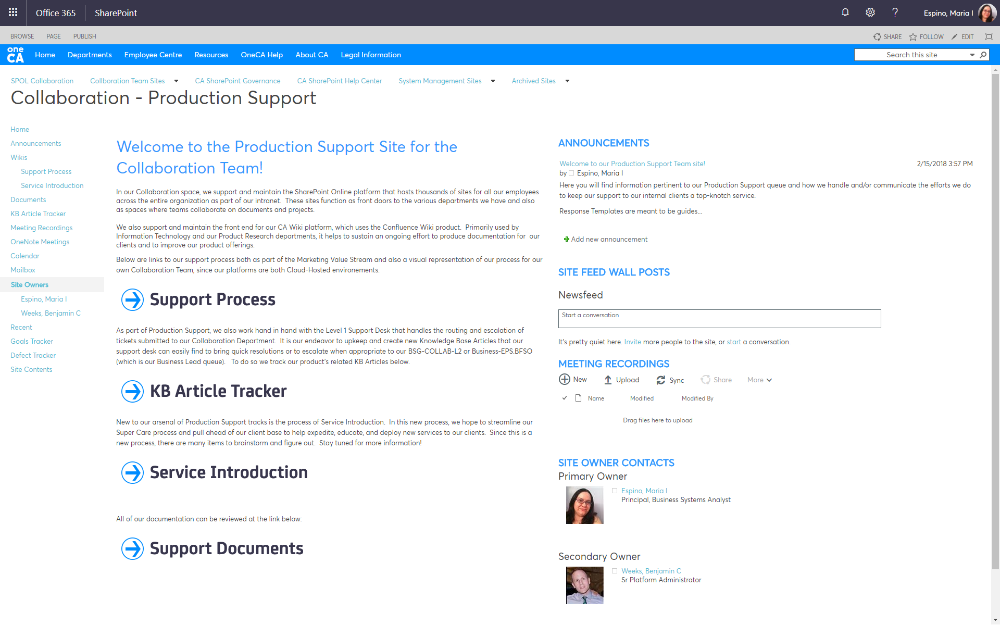 Office 365
SharePoint
Espino, Maria I
BROWSE
PAGE
PUBLISH
SHARE
FOLLOW
EDIT
one
CA
Home
Departments
Employee Centre
Resources
OneCA Help
About CA
Legal Information
Search this site
SPOL Collaboration
Collboration Team Sites
CA SharePoint Governance
CA SharePoint Help Center
System Management Sites
Archived Sites
Collaboration - Production Support
Home
Announcements
Wikis
Support Process
Service Introduction
Documents
KB Article Tracker
Meeting Recordings
OneNote Meetings
Calendar
Mailbox
Site Owners
Espino, Maria I
Weeks, Benjamin C
Recent
Goals Tracker
Defect Tracker
Site Contents
Welcome to the Production Support Site for the
Collaboration Team!
In our Collaboration space, we support and maintain the SharePoint Online platform that hosts thousands of sites for all our employees
across the entire organization as part of our intranet.  These sites function as front doors to the various departments we have and also
as spaces where teams collaborate on documents and projects.
We also support and maintain the front end for our CA Wiki platform, which uses the Confluence Wiki product.  Primarily used by
Information Technology and our Product Research departments, it helps to sustain an ongoing effort to produce documentation for  our
clients and to improve our product offerings.
Below are links to our support process both as part of the Marketing Value Stream and also a visual representation of our process for our
own Collaboration Team, since our platforms are both Cloud-Hosted environements.
Support Process
As part of Production Support, we also work hand in hand with the Level 1 Support Desk that handles the routing and escalation of
tickets submitted to our Collaboration Department.  It is our endeavor to upkeep and create new Knowledge Base Articles that our
support desk can easily find to bring quick resolutions or to escalate when appropriate to our BSG-COLLAB-L2 or Business-EPS.BFSO
(which is our Business Lead queue).   To do so we track our product's related KB Articles below.
KB Article Tracker
New to our arsenal of Production Support tracks is the process of Service Introduction.  In this new process, we hope to streamline our
Super Care process and pull ahead of our client base to help expedite, educate, and deploy new services to our clients.  Since this is a
new process, there are many items to brainstorm and figure out.  Stay tuned for more information!
Service Introduction
All of our documentation can be reviewed at the link below:
Support Documents
ANNOUNCEMENTS
Welcome to our Production Support Team site!
2/15/2018 3:57 PM
by Espino, Maria I
Here you will find information pertinent to our Production Support queue and how we handle and/or communicate the efforts we do
to keep our support to our internal clients a top-knotch service.
Response Templates are meant to be guides...
Add new announcement
SITE FEED WALL POSTS
Newsfeed
Start a conversation
It's pretty quiet here. Invite more people to the site, or start a conversation.
MEETING RECORDINGS
New
Upload
Sync
Share
More
Name
Modified
Modified By
Drag files here to upload
SITE OWNER CONTACTS
Primary Owner
Espino, Maria I
Principal, Business Systems Analyst
Secondary Owner
Weeks, Benjamin C
Sr Platform Administrator